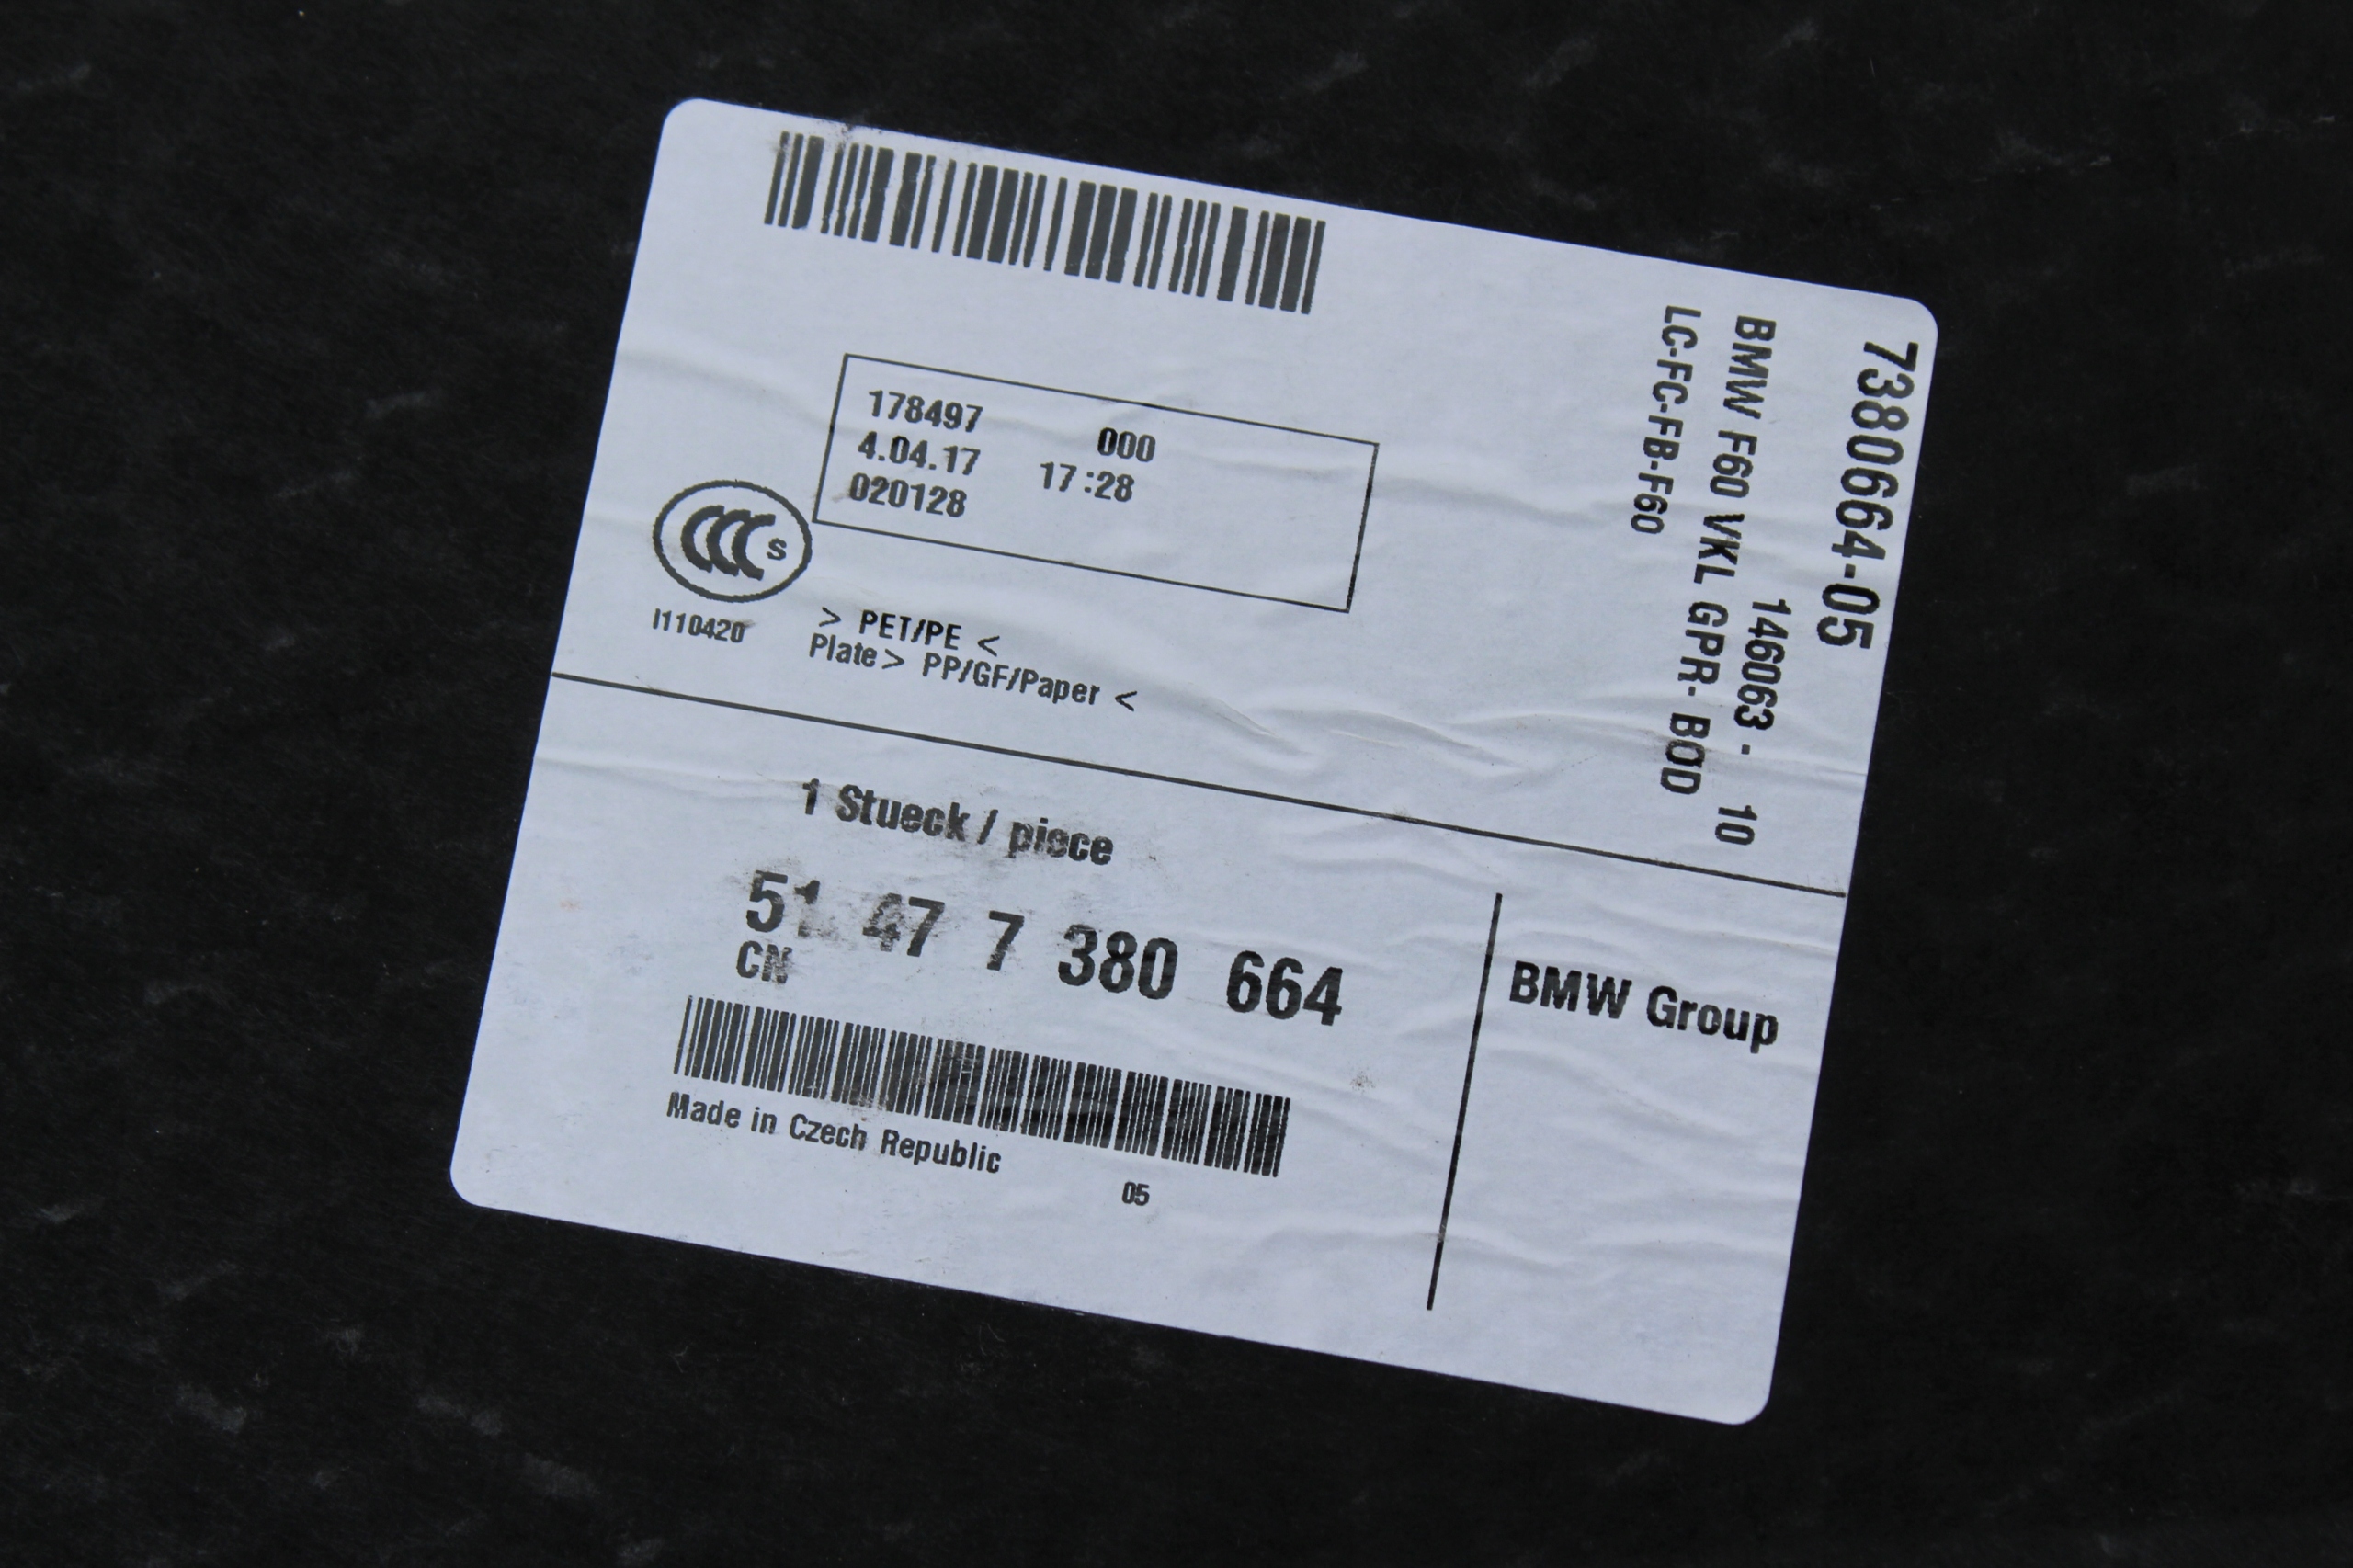 178497 000
4.04.17 17:28
020128
CCC S
I110420
> PET/PE <
Plate> PP/GF/Paper <
7380664-05
146063 - 10
BMW F60 VKL GPR- BOD
LC-FC-FB-F60
1 Stueck / piece
51 47 7 380 664
CN
Made in Czech Republic
05
BMW Group